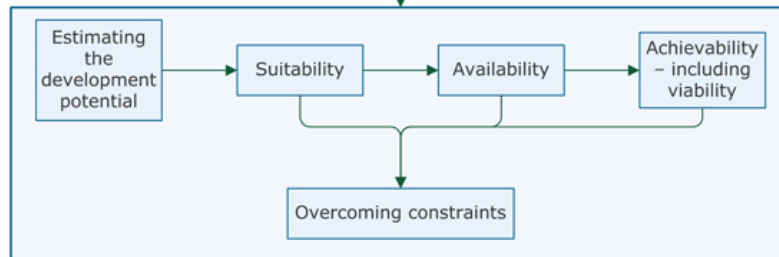 Estimating
the
development
potential
Suitability
Availability
Achievability
– including
viability
Overcoming constraints